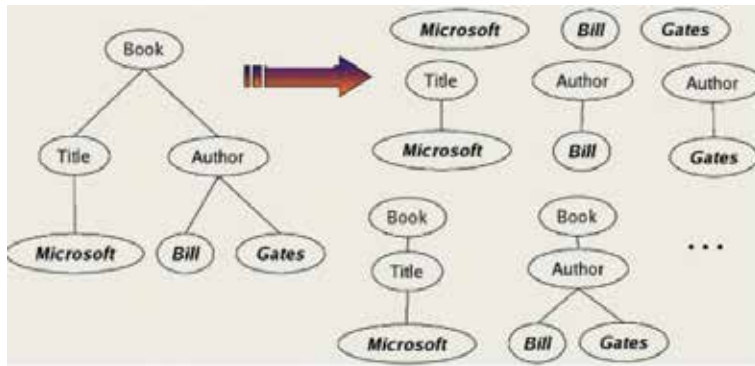 Book
Title Author
Microsoft Bill Gates
Microsoft Bill Gates
Title Author Author
Microsoft Bill Gates
Book Book
Title Author
Microsoft Bill Gates
...